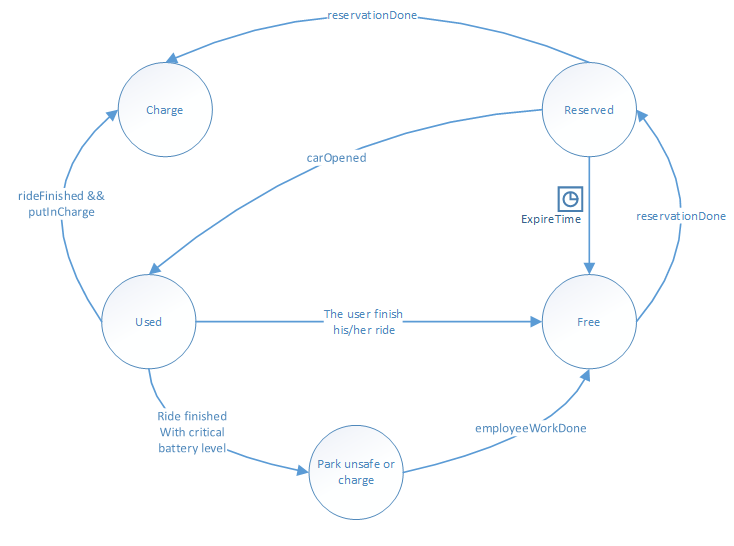 reservationDone
Charge
Reserved
carOpened
rideFinished &&
putInCharge
ExpireTime
reservationDone
Used
The user finish
his/her ride
Free
Ride finished
With critical
battery level
employeeWorkDone
Park unsafe or
charge